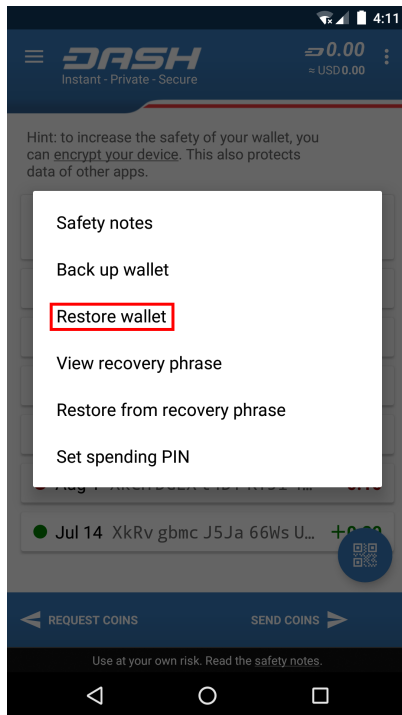 4:11
DASH
Instant - Private - Secure
0.00
≈ USD 0.00
Hint: to increase the safety of your wallet, you
can encrypt your device. This also protects
data of other apps.
Safety notes
Back up wallet
Restore wallet
View recovery phrase
Restore from recovery phrase
Set spending PIN
Jul 14 XkRv gbmc J5Ja 66Ws U...
REQUEST COINS
SEND COINS
Use at your own risk. Read the safety notes.